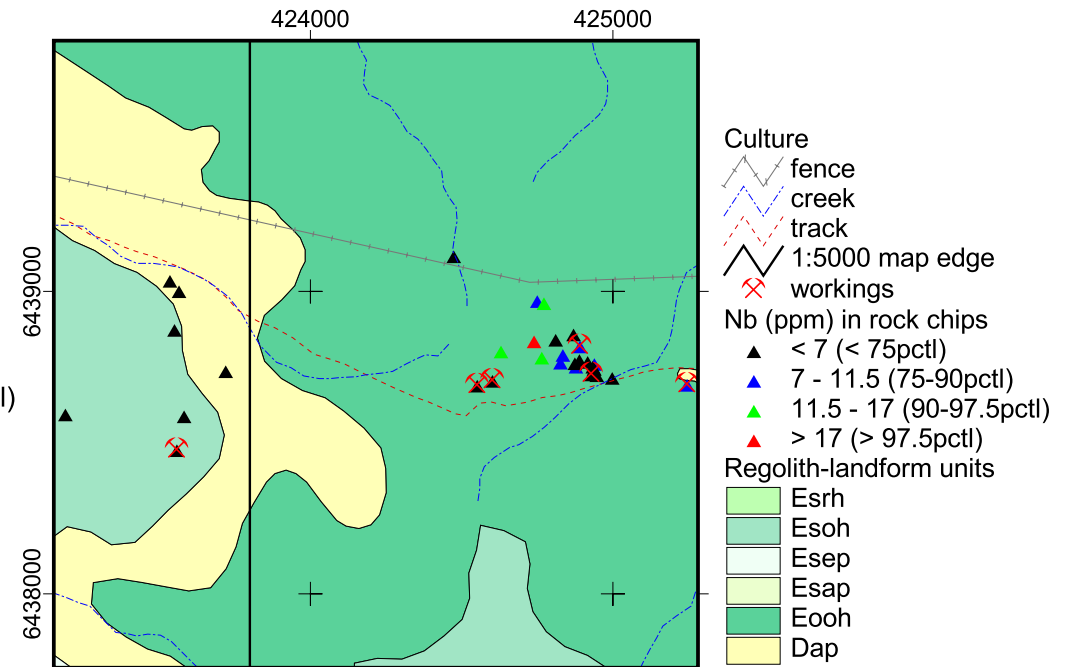 424000
425000
6439000
6438000
l)
Culture
fence
creek
track
1:5000 map edge
workings
Nb (ppm) in rock chips
< 7 (< 75pctl)
7 - 11.5 (75-90pctl)
11.5 - 17 (90-97.5pctl)
> 17 (> 97.5pctl)
Regolith-landform units
Esrh
Esoh
Esep
Esap
Eooh
Dap